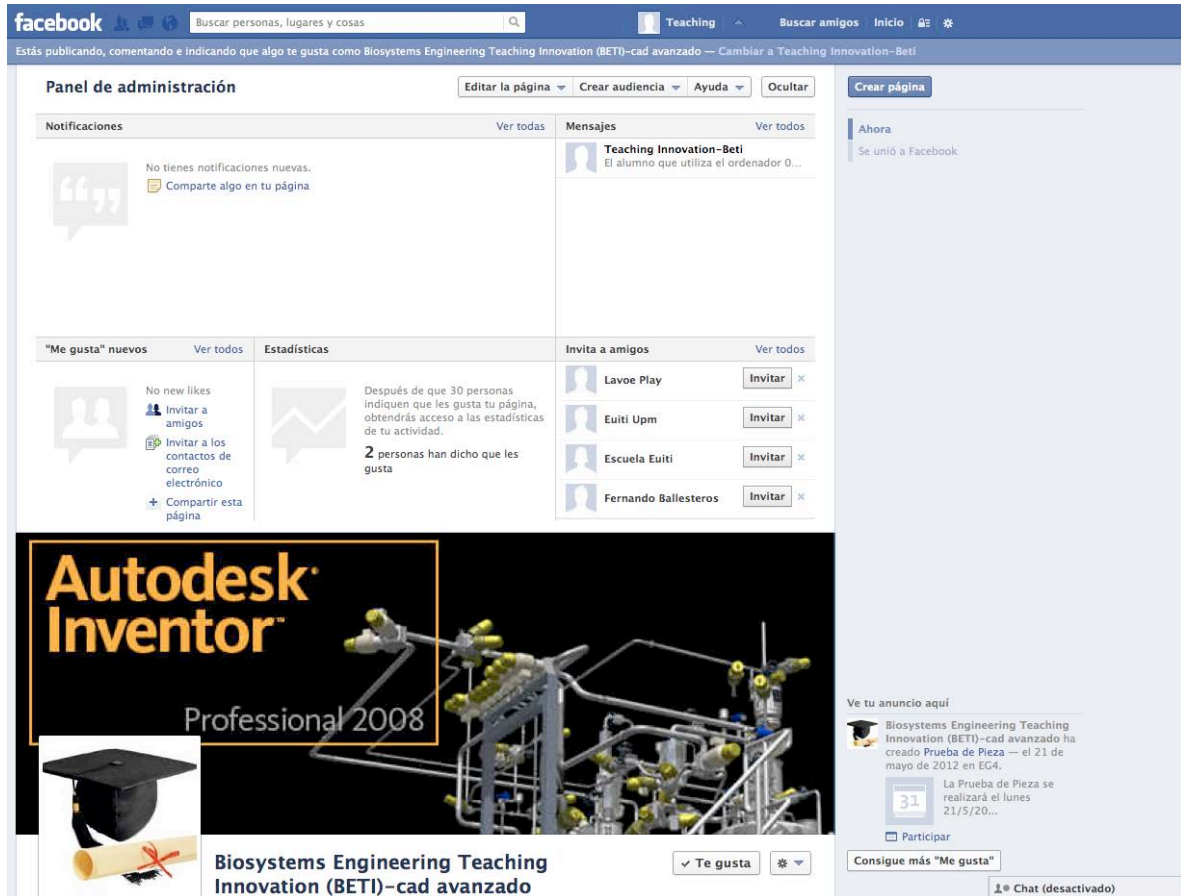 facebook
Buscar personas, lugares y cosas
Teaching
Buscar amigos
Inicio
Estás publicando, comentando e indicando que algo te gusta como Biosystems Engineering Teaching Innovation (BETI)-cad avanzado — Cambiar a Teaching Innovation-Beti
Panel de administración
Editar la página
Crear audiencia
Ayuda
Ocultar
Crear página
Ahora
Se unió a Facebook
Notificaciones
Ver todas
No tienes notificaciones nuevas.
Comparte algo en tu página
Mensajes
Ver todos
Teaching Innovation-Beti
El alumno que utiliza el ordenador 0...
"Me gusta" nuevos
Ver todos
No new likes
Invitar a
amigos
Invitar a los
contactos de
correo
electrónico
Compartir esta
página
Estadísticas
Después de que 30 personas
indiquen que les gusta tu página,
obtendrás acceso a las estadísticas
de tu actividad.
2 personas han dicho que les
gusta
Invita a amigos
Ver todos
Lavoe Play
Invitar
Euiti Upm
Invitar
Escuela Euiti
Invitar
Fernando Ballesteros
Invitar
Autodesk®
Inventor™
Professional 2008
Biosystems Engineering Teaching
Innovation (BETI)-cad avanzado
Te gusta
Ve tu anuncio aquí
Biosystems Engineering Teaching
Innovation (BETI)-cad avanzado ha
creado Prueba de Pieza — el 21 de
mayo de 2012 en EG4.
31
La Prueba de Pieza se
realizará el lunes
21/5/20...
Participar
Consigue más "Me gusta"
Chat (desactivado)